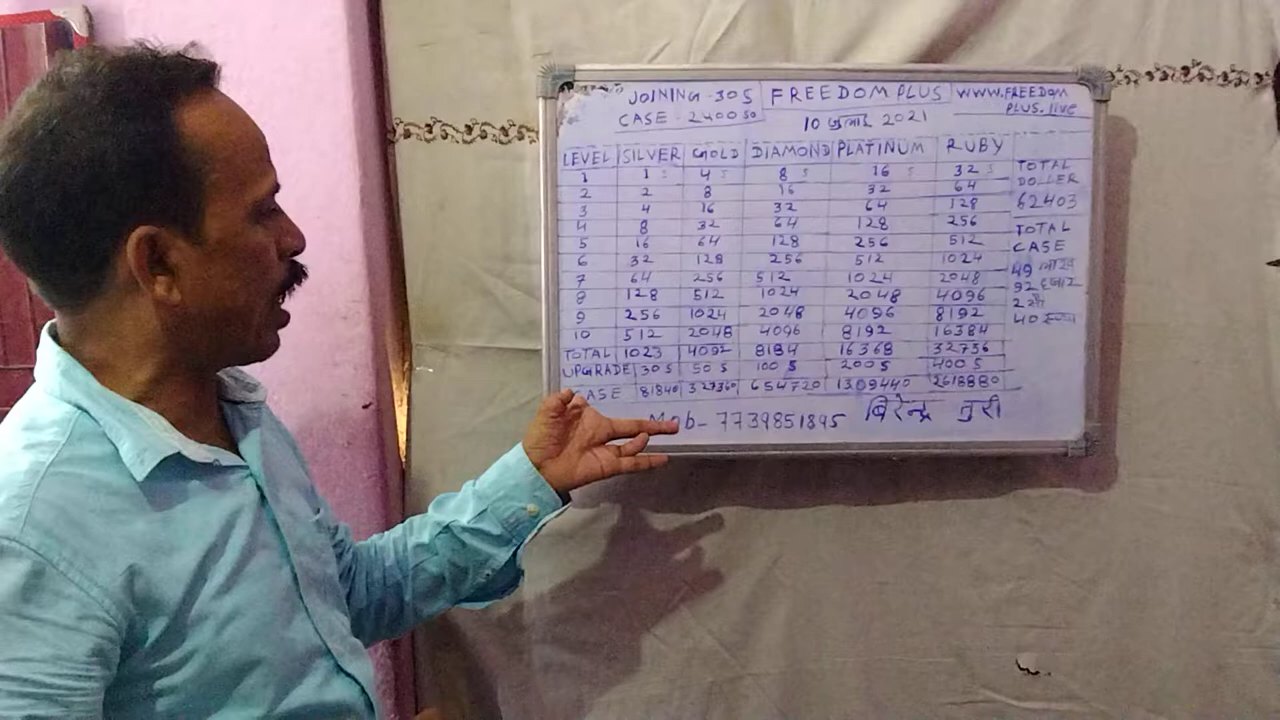 JOINING - 30$ FREEDOM PLUS WWW.FREEDOM
CASE - 2400 PLUS.live
10 जुलाई 2021
LEVEL SILVER GOLD DIAMOND PLATINUM RUBY
1 1$ 4$ 8$ 16$ 32$
2 2 8 16 32 64
3 4 16 32 64 128
4 8 32 64 128 256
5 16 64 128 256 512
6 32 128 256 512 1024
7 64 256 512 1024 2048
8 128 512 1024 2048 4096
9 256 1024 2048 4096 8192
10 512 2048 4096 8192 16384
TOTAL 1023 4092 8184 16368 32736
UPGRADE 30$ 50$ 100$ 200$ 400$
CASE 81840 327360 654720 1309440 2618880
TOTAL
DOLLER
62403
TOTAL
CASE
49 लाख
92 हजार
2 सौ
40 रूपया
Mob - 7739851895 बिरेन्द्र पुरी